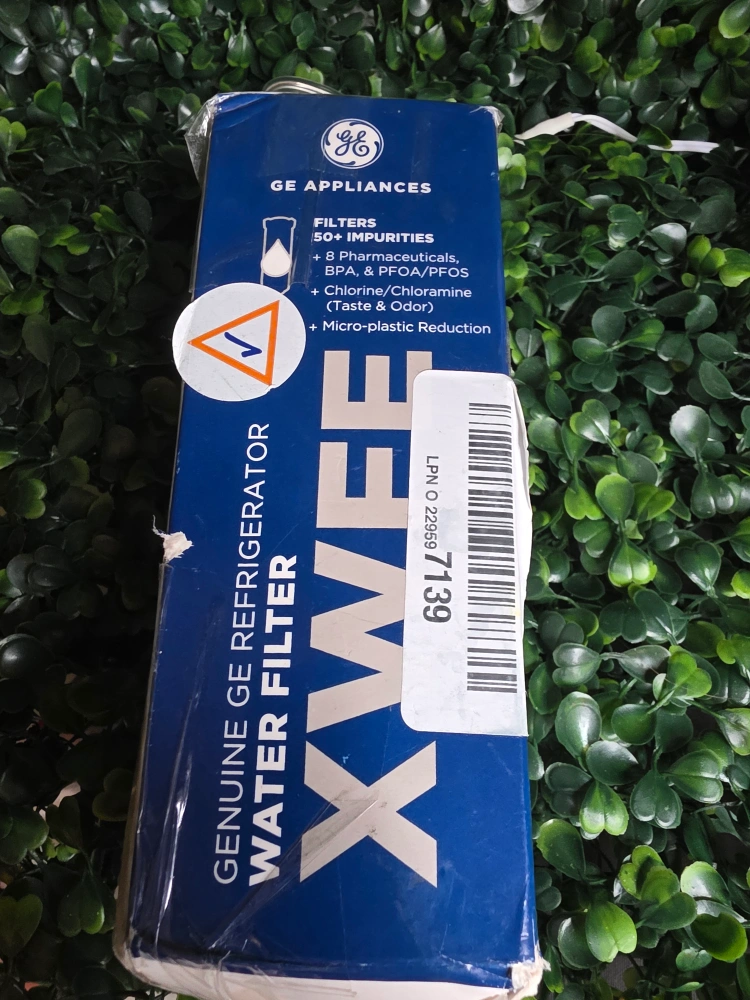 GE
GE APPLIANCES
FILTERS
50+ IMPURITIES
+ 8 Pharmaceuticals,
BPA, & PFOA/PFOS
+ Chlorine/Chloramine
(Taste & Odor)
+ Micro-plastic Reduction
GENUINE GE REFRIGERATOR
WATER FILTER
XWFE
LPN O 22959 7139